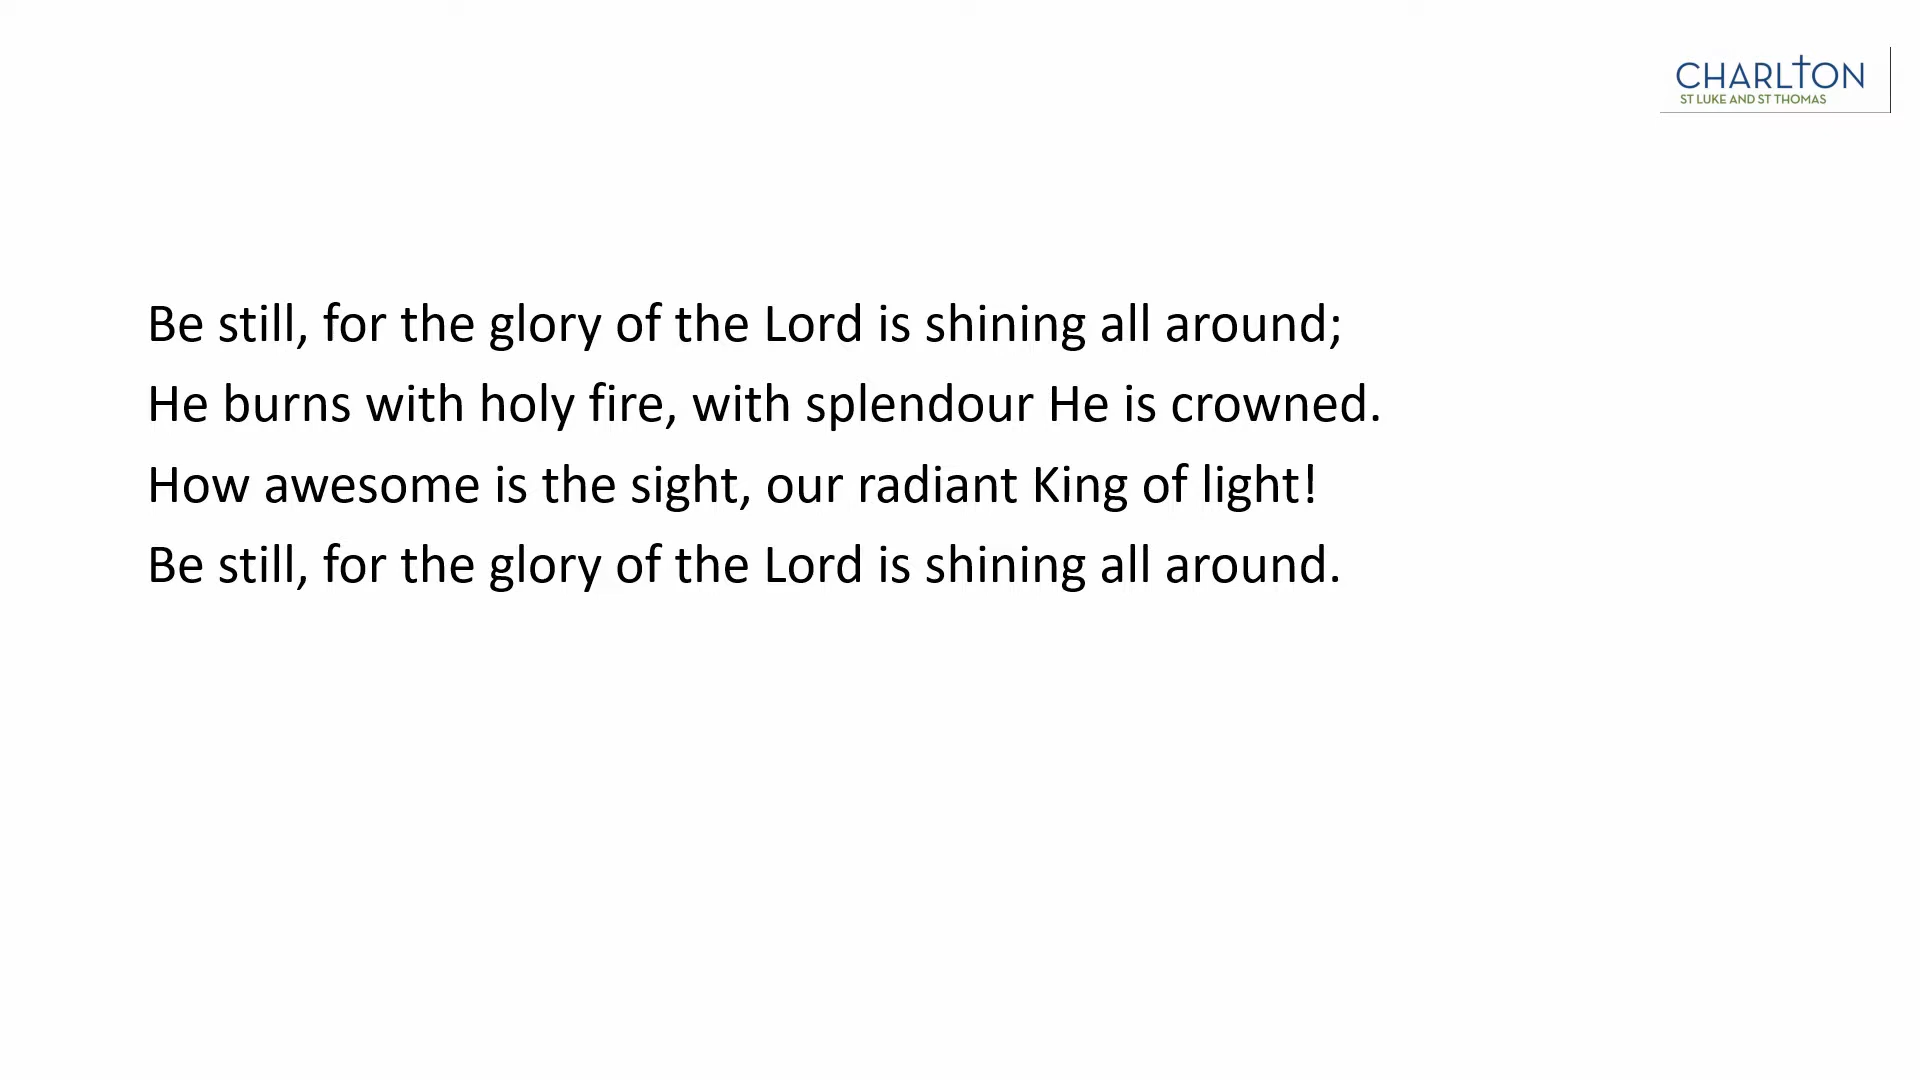 CHARLTON
ST LUKE AND ST THOMAS
Be still, for the glory of the Lord is shining all around;
He burns with holy fire, with splendour He is crowned.
How awesome is the sight, our radiant King of light!
Be still, for the glory of the Lord is shining all around.